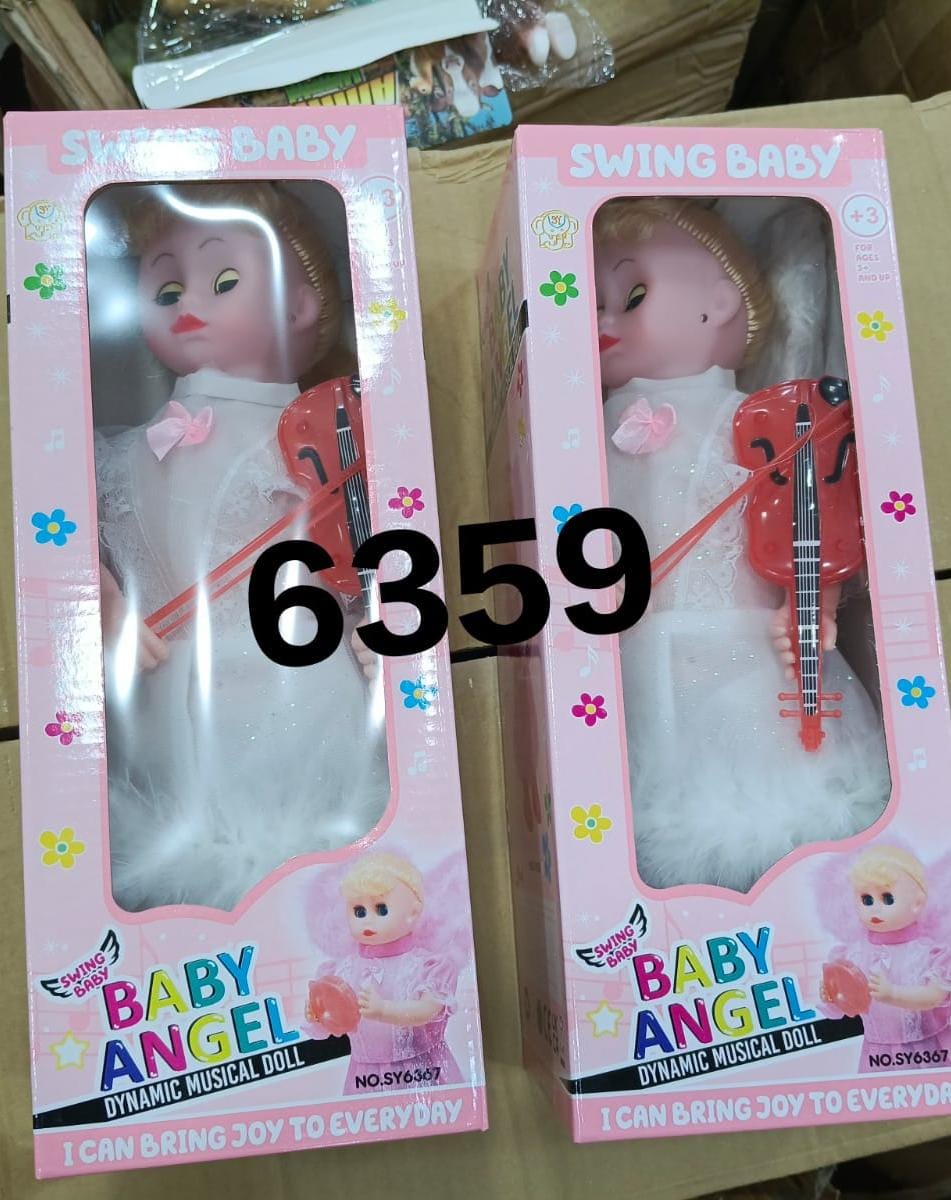 SWING BABY
+3
SWING
BABY
BABY
ANGEL
DYNAMIC MUSICAL DOLL
NO.SY6367
I CAN BRING JOY TO EVERYDAY
SWING BABY
+3
FOR
AGES
3+
AND UP
SWING
BABY
BABY
ANGEL
DYNAMIC MUSICAL DOLL
NO.SY6367
I CAN BRING JOY TO EVERYDA
6359